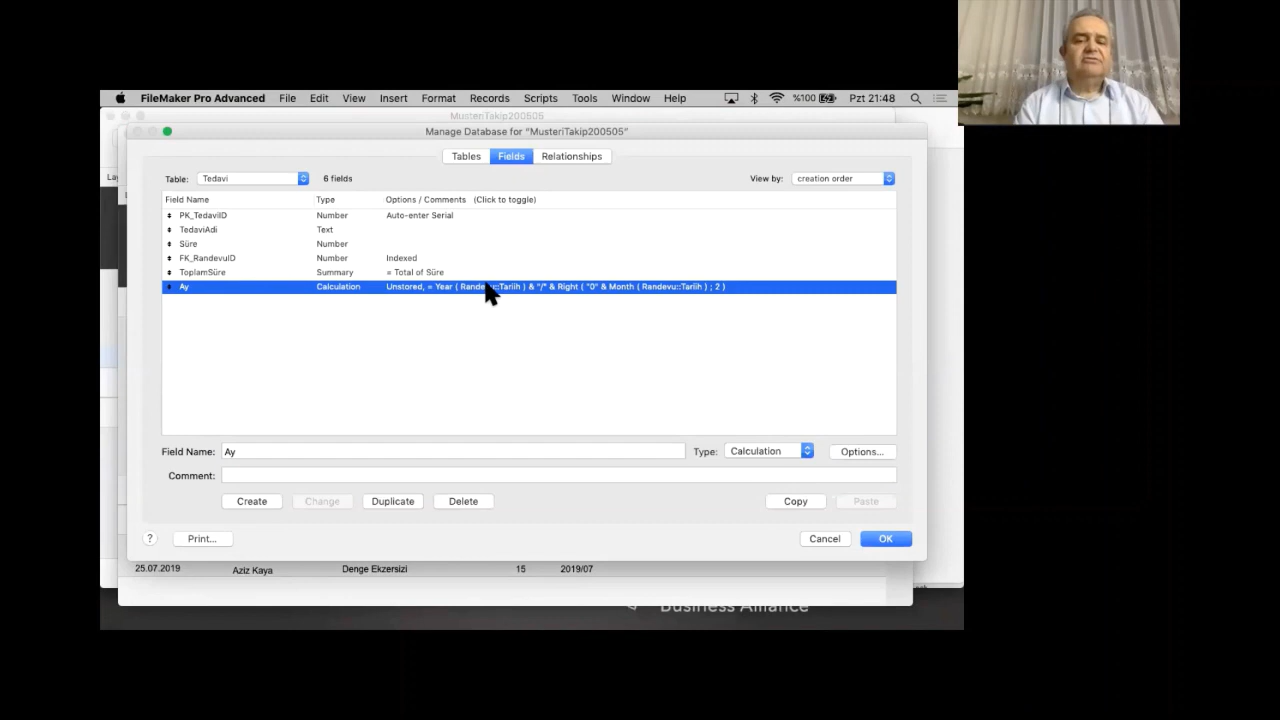 FileMaker Pro Advanced File Edit View Insert Format Records Scripts Tools Window Help %100 Pzt 21:48
MusteriTakip200505
Manage Database for "MusteriTakip200505"
Tables Fields Relationships
Table: Tedavi 6 fields View by: creation order
Field Name Type Options / Comments (Click to toggle)
PK_TedaviID Number Auto-enter Serial
TedaviAdi Text
Süre Number
FK_RandevuID Number Indexed
ToplamSüre Summary = Total of Süre
Ay Calculation Unstored, = Year ( Randevu::Tariih ) & "/" & Right ( "0" & Month ( Randevu::Tariih ) ; 2 )
Field Name: Ay Type: Calculation Options...
Comment:
Create Change Duplicate Delete Copy Paste
? Print... Cancel OK
25.07.2019 Aziz Kaya Denge Ekzersizi 15 2019/07
Business Alliance